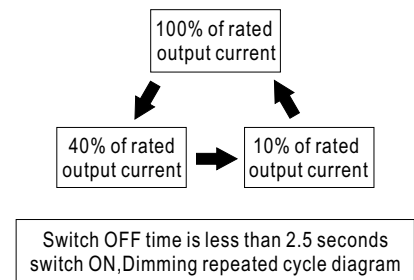 100% of rated
output current
40% of rated
output current
10% of rated
output current
Switch OFF time is less than 2.5 seconds
switch ON,Dimming repeated cycle diagram